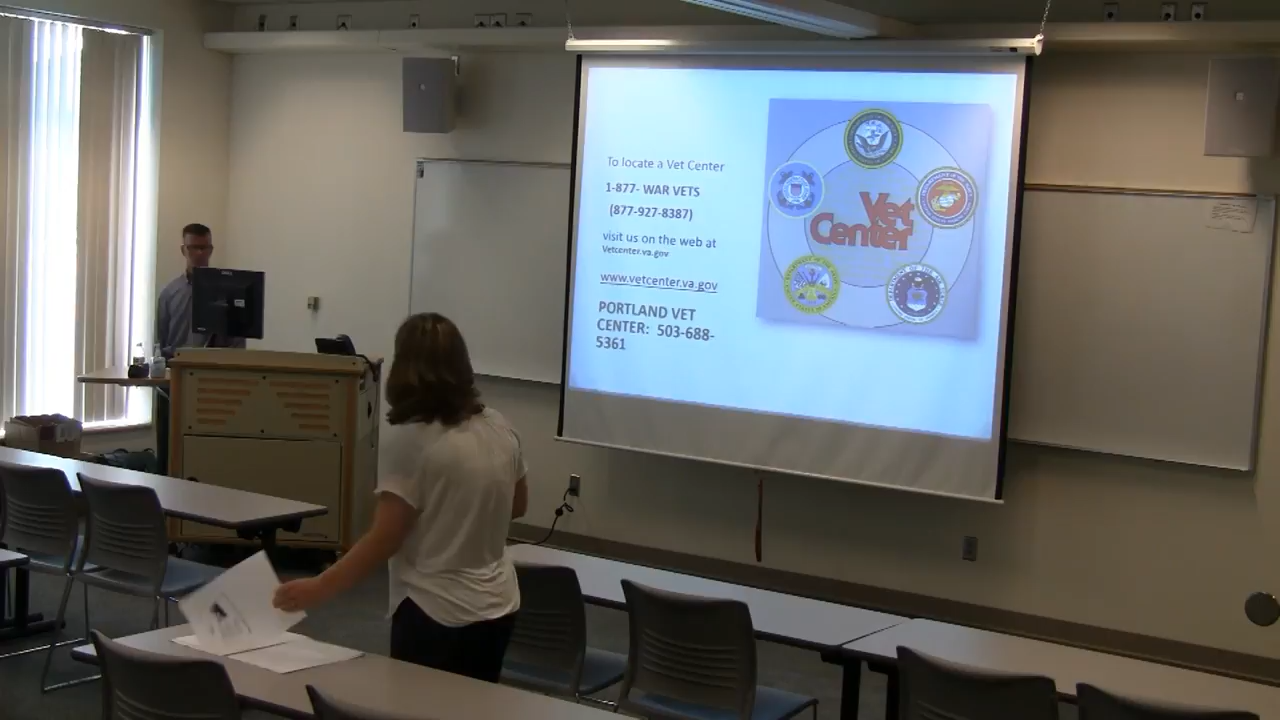 To locate a Vet Center
1-877- WAR VETS
(877-927-8387)
visit us on the web at
Vetcenter.va.gov
www.vetcenter.va.gov
PORTLAND VET
CENTER: 503-688-
5361
Vet
Center